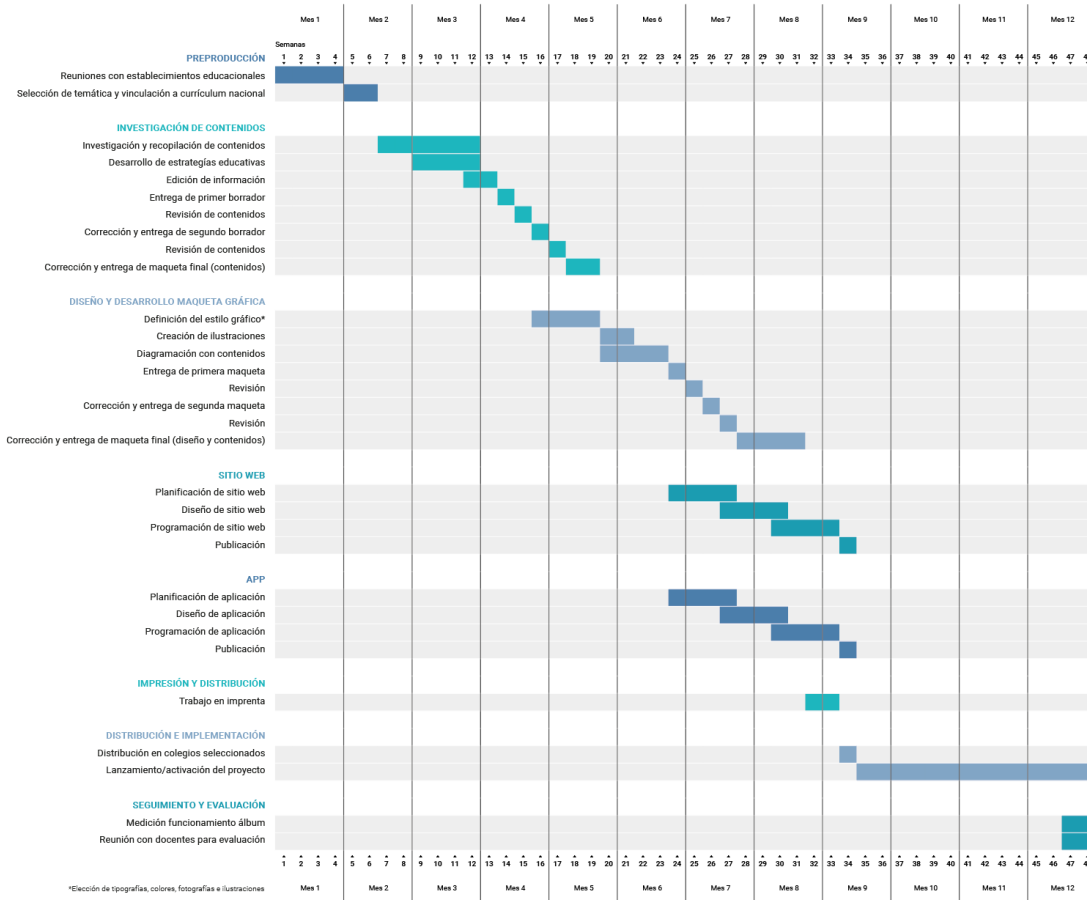 Mes 1 Mes 2 Mes 3 Mes 4 Mes 5 Mes 6 Mes 7 Mes 8 Mes 9 Mes 10 Mes 11 Mes 12
Semanas
PREPRODUCCIÓN 1 2 3 4 5 6 7 8 9 10 11 12 13 14 15 16 17 18 19 20 21 22 23 24 25 26 27 28 29 30 31 32 33 34 35 36 37 38 39 40 41 42 43 44 45 46 47
Reuniones con establecimientos educacionales
Selección de temática y vinculación a currículum nacional
INVESTIGACIÓN DE CONTENIDOS
Investigación y recopilación de contenidos
Desarrollo de estrategías educativas
Edición de información
Entrega de primer borrador
Revisión de contenidos
Corrección y entrega de segundo borrador
Revisión de contenidos
Corrección y entrega de maqueta final (contenidos)
DISEÑO Y DESARROLLO MAQUETA GRÁFICA
Definición del estilo gráfico*
Creación de ilustraciones
Diagramación con contenidos
Entrega de primera maqueta
Revisión
Corrección y entrega de segunda maqueta
Revisión
Corrección y entrega de maqueta final (diseño y contenidos)
SITIO WEB
Planificación de sitio web
Diseño de sitio web
Programación de sitio web
Publicación
APP
Planificación de aplicación
Diseño de aplicación
Programación de aplicación
Publicación
IMPRESIÓN Y DISTRIBUCIÓN
Trabajo en imprenta
DISTRIBUCIÓN E IMPLEMENTACIÓN
Distribución en colegios seleccionados
Lanzamiento/activación del proyecto
SEGUIMIENTO Y EVALUACIÓN
Medición funcionamiento álbum
Reunión con docentes para evaluación
1 2 3 4 5 6 7 8 9 10 11 12 13 14 15 16 17 18 19 20 21 22 23 24 25 26 27 28 29 30 31 32 33 34 35 36 37 38 39 40 41 42 43 44 45 46 47
*Elección de tipografías, colores, fotografías e ilustraciones Mes 1 Mes 2 Mes 3 Mes 4 Mes 5 Mes 6 Mes 7 Mes 8 Mes 9 Mes 10 Mes 11 Mes 12